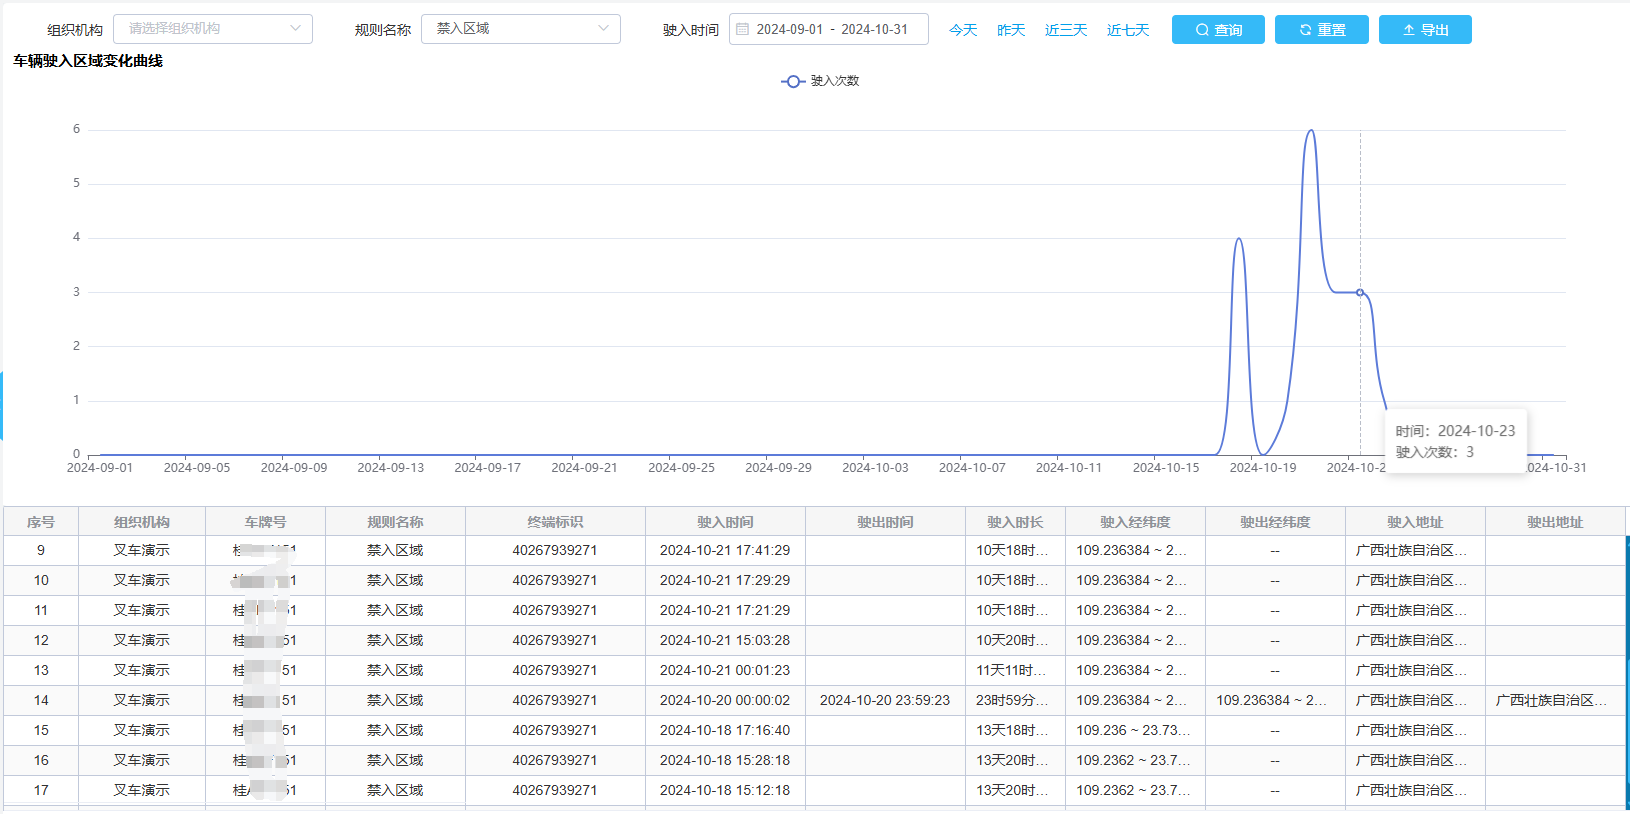 组织机构 请选择组织机构 规则名称 禁入区域 驶入时间 2024-09-01 - 2024-10-31 今天 昨天 近三天 近七天 查询 重置 导出
车辆驶入区域变化曲线
驶入次数
6
5
4
3
2
1
0
2024-09-01 2024-09-05 2024-09-09 2024-09-13 2024-09-17 2024-09-21 2024-09-25 2024-09-29 2024-10-03 2024-10-07 2024-10-11 2024-10-15 2024-10-19 2024-10-2 024-10-31
时间：2024-10-23
驶入次数：3
序号 组织机构 车牌号 规则名称 终端标识 驶入时间 驶出时间 驶入时长 驶入经纬度 驶出经纬度 驶入地址 驶出地址
9 叉车演示 桂 51 禁入区域 40267939271 2024-10-21 17:41:29 10天18时... 109.236384 ~ 2... -- 广西壮族自治区...
10 叉车演示 1 禁入区域 40267939271 2024-10-21 17:29:29 10天18时... 109.236384 ~ 2... -- 广西壮族自治区...
11 叉车演示 桂 51 禁入区域 40267939271 2024-10-21 17:21:29 10天18时... 109.236384 ~ 2... -- 广西壮族自治区...
12 叉车演示 桂 51 禁入区域 40267939271 2024-10-21 15:03:28 10天20时... 109.236384 ~ 2... -- 广西壮族自治区...
13 叉车演示 桂 51 禁入区域 40267939271 2024-10-21 00:01:23 11天11时... 109.236384 ~ 2... -- 广西壮族自治区...
14 叉车演示 桂 51 禁入区域 40267939271 2024-10-20 00:00:02 2024-10-20 23:59:23 23时59分... 109.236384 ~ 2... 109.236384 ~ 2... 广西壮族自治区... 广西壮族自治区...
15 叉车演示 桂 51 禁入区域 40267939271 2024-10-18 17:16:40 13天18时... 109.236 ~ 23.73... -- 广西壮族自治区...
16 叉车演示 桂 51 禁入区域 40267939271 2024-10-18 15:28:18 13天20时... 109.2362 ~ 23.7... -- 广西壮族自治区...
17 叉车演示 桂 51 禁入区域 40267939271 2024-10-18 15:12:18 13天20时... 109.2362 ~ 23.7... -- 广西壮族自治区...